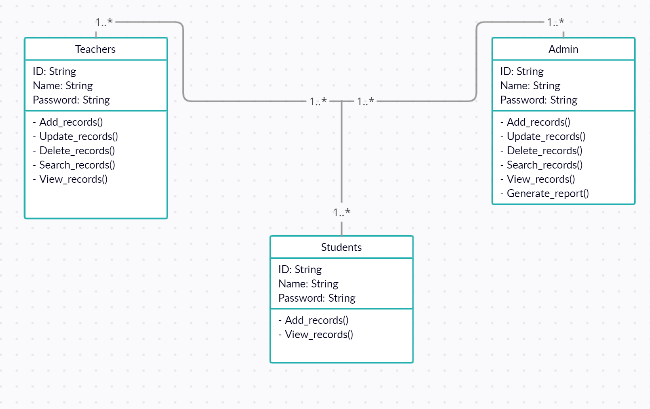 1..*
1..*
Teachers
ID: String
Name: String
Password: String
- Add_records()
- Update_records()
- Delete_records()
- Search_records()
- View_records()
Admin
ID: String
Name: String
Password: String
- Add_records()
- Update_records()
- Delete_records()
- Search_records()
- View_records()
- Generate_report()
1..*
1..*
1..*
Students
ID: String
Name: String
Password: String
- Add_records()
- View_records()